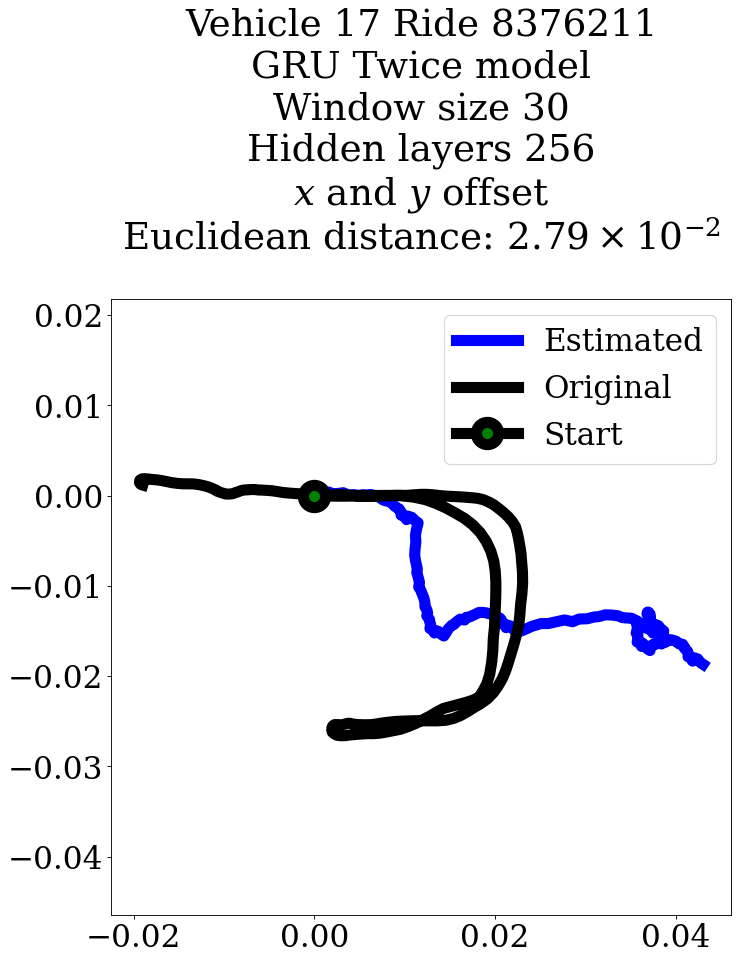 Vehicle 17 Ride 8376211
GRU Twice model
Window size 30
Hidden layers 256
x and y offset
Euclidean distance: 2.79 × 10⁻²
Estimated
Original
Start
0.02
0.01
0.00
−0.01
−0.02
−0.03
−0.04
−0.02 0.00 0.02 0.04